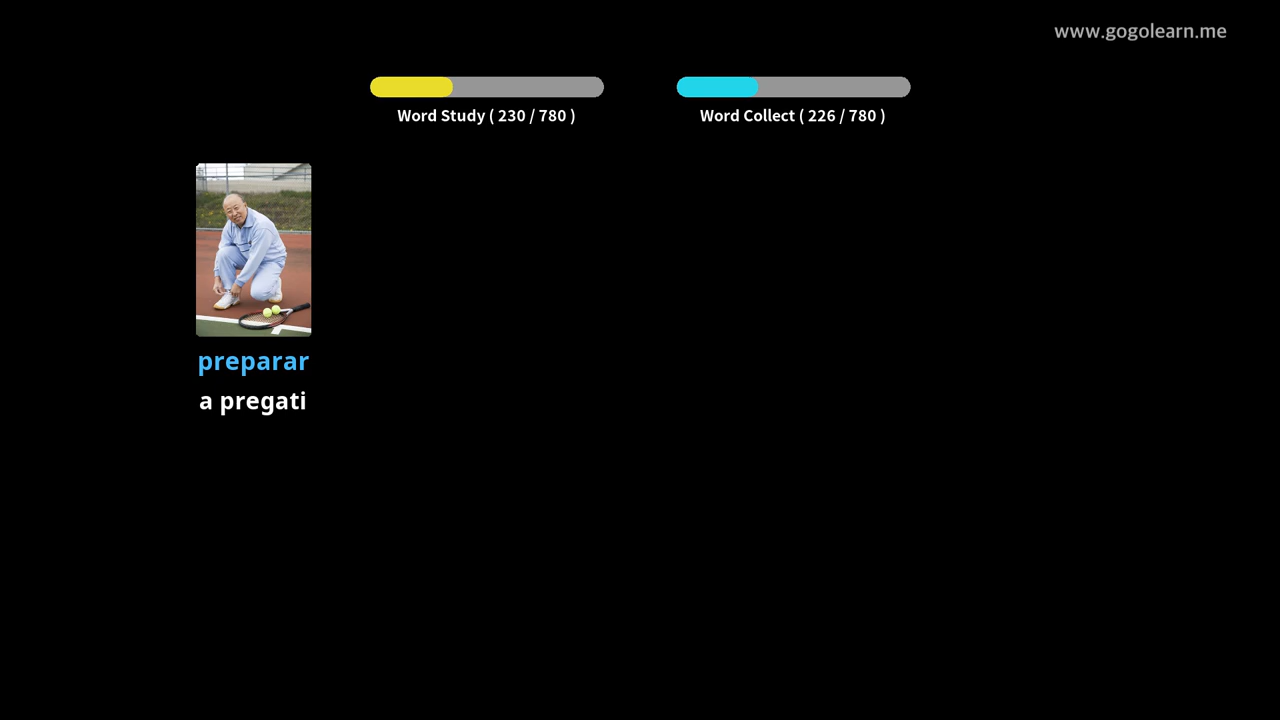 www.gogolearn.me
Word Study ( 230 / 780 )
Word Collect ( 226 / 780 )
preparar
a pregati